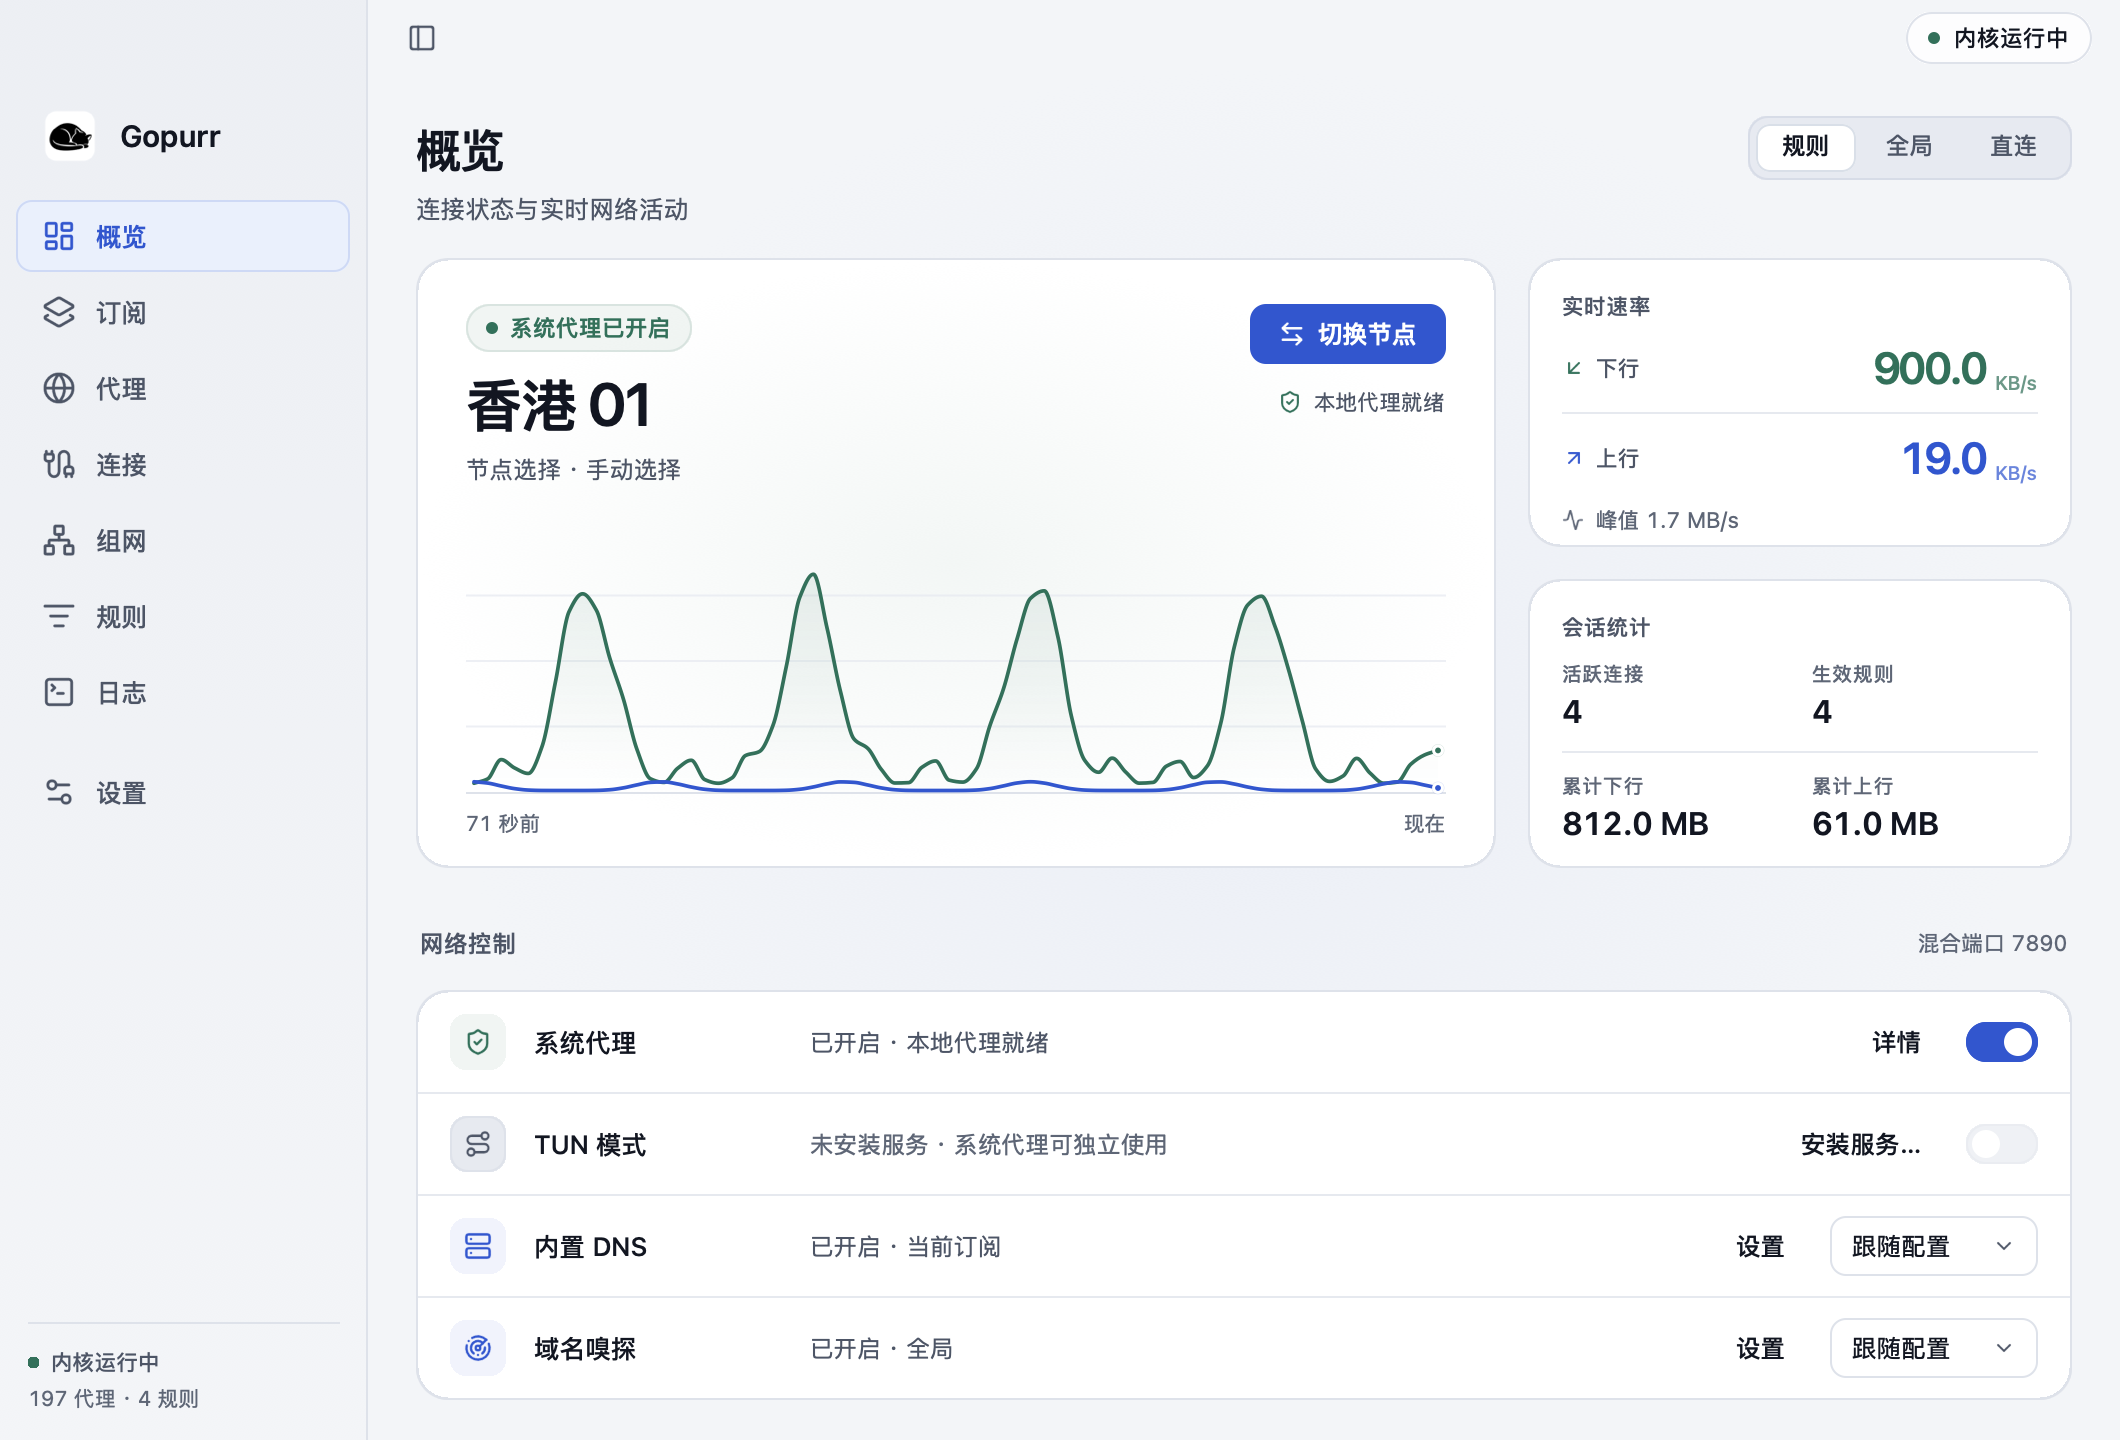 内核运行中
Gopurr
概览
订阅
代理
连接
组网
规则
日志
设置
内核运行中
197 代理 · 4 规则
概览
连接状态与实时网络活动
规则 全局 直连
系统代理已开启
切换节点
香港 01
本地代理就绪
节点选择 · 手动选择
71 秒前 现在
实时速率
下行 900.0 KB/s
上行 19.0 KB/s
峰值 1.7 MB/s
会话统计
活跃连接 生效规则
4 4
累计下行 累计上行
812.0 MB 61.0 MB
网络控制 混合端口 7890
系统代理 已开启 · 本地代理就绪 详情
TUN 模式 未安装服务 · 系统代理可独立使用 安装服务...
内置 DNS 已开启 · 当前订阅 设置 跟随配置
域名嗅探 已开启 · 全局 设置 跟随配置